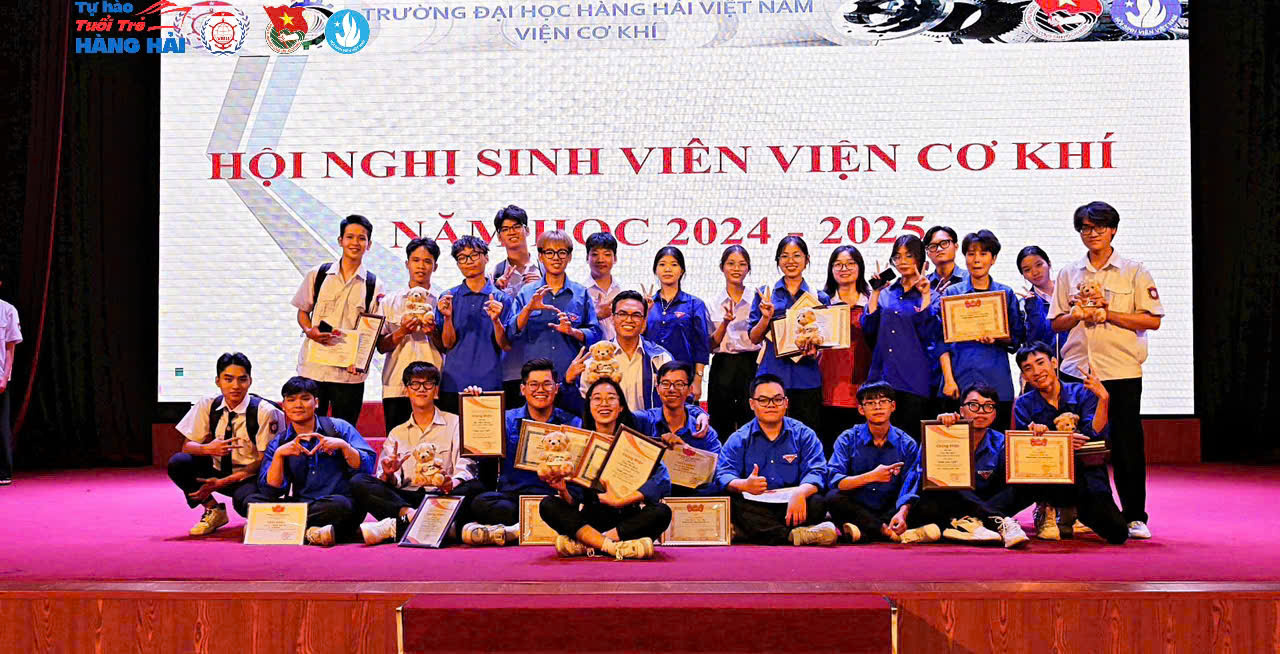 Tự hào
Tuổi Trẻ
HÀNG HẢI
TRƯỜNG ĐẠI HỌC HÀNG HẢI VIỆT NAM
VIỆN CƠ KHÍ
HỘI NGHỊ SINH VIÊN VIỆN CƠ KHÍ
NĂM HỌC 2024 - 2025